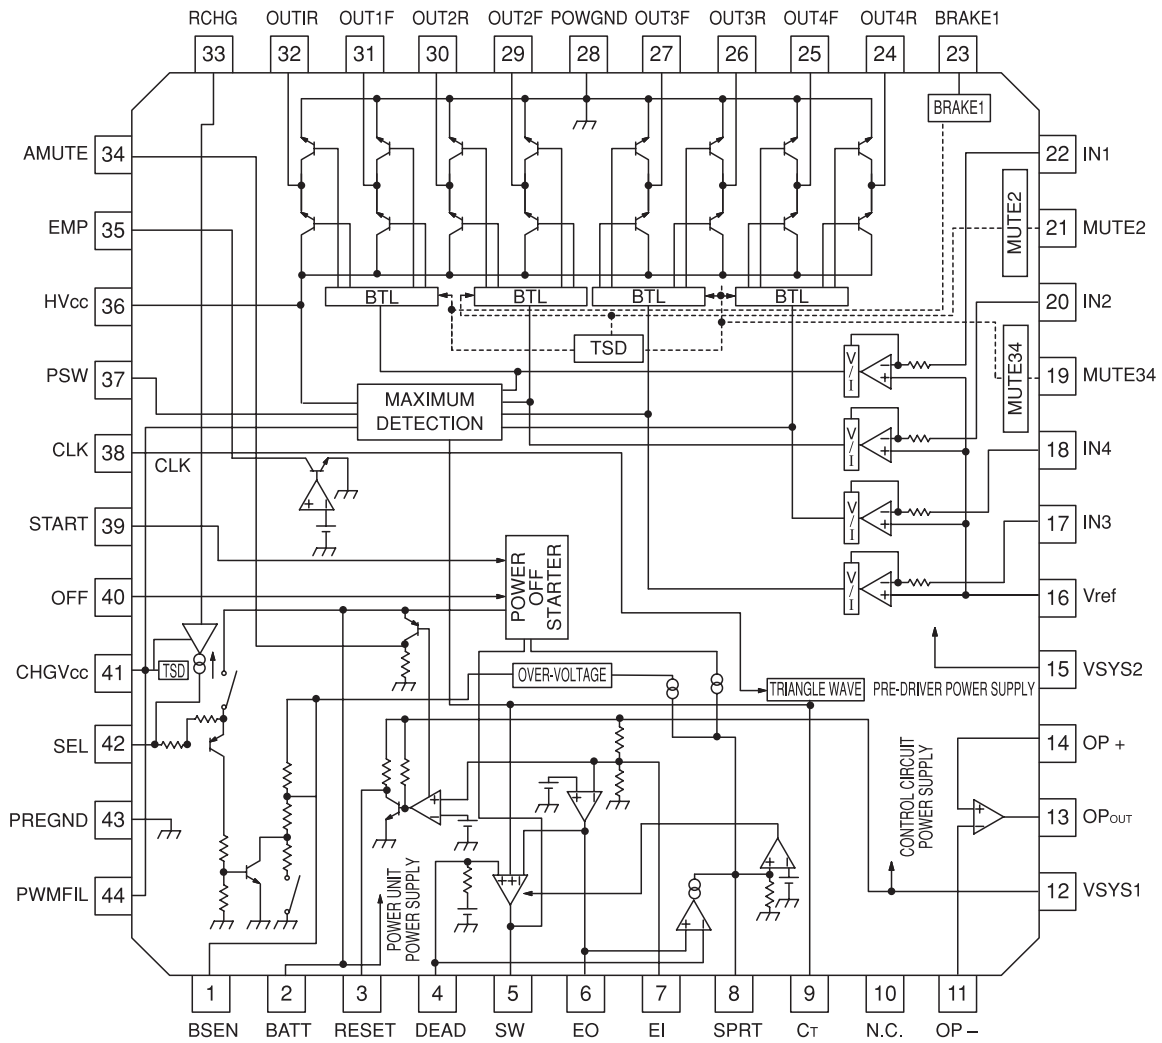 RCHG OUTIR OUT1F OUT2R OUT2F POWGND OUT3F OUT3R OUT4F OUT4R BRAKE1
33 32 31 30 29 28 27 26 25 24 23
BRAKE1
AMUTE 34
22 IN1
EMP 35
MUTE2
21 MUTE2
HVcc 36
BTL BTL BTL BTL
20 IN2
TSD
PSW 37
MAXIMUM
DETECTION
V/I − +
MUTE34
19 MUTE34
CLK 38
CLK
V/I − +
18 IN4
+ −
START 39
V/I − +
17 IN3
OFF 40
POWER
OFF
STARTER
V/I − +
16 Vref
CHGVcc 41
TSD
OVER-VOLTAGE
TRIANGLE WAVE
PRE-DRIVER POWER SUPPLY
15 VSYS2
SEL 42
14 OP +
PREGND 43
+ −
+ −
CONTROL CIRCUIT
POWER SUPPLY
+ −
13 OPOUT
PWMFIL 44
POWER UNIT
POWER SUPPLY
+ + −
+ −
+ −
12 VSYS1
1 2 3 4 5 6 7 8 9 10 11
BSEN BATT RESET DEAD SW EO EI SPRT CT N.C. OP −